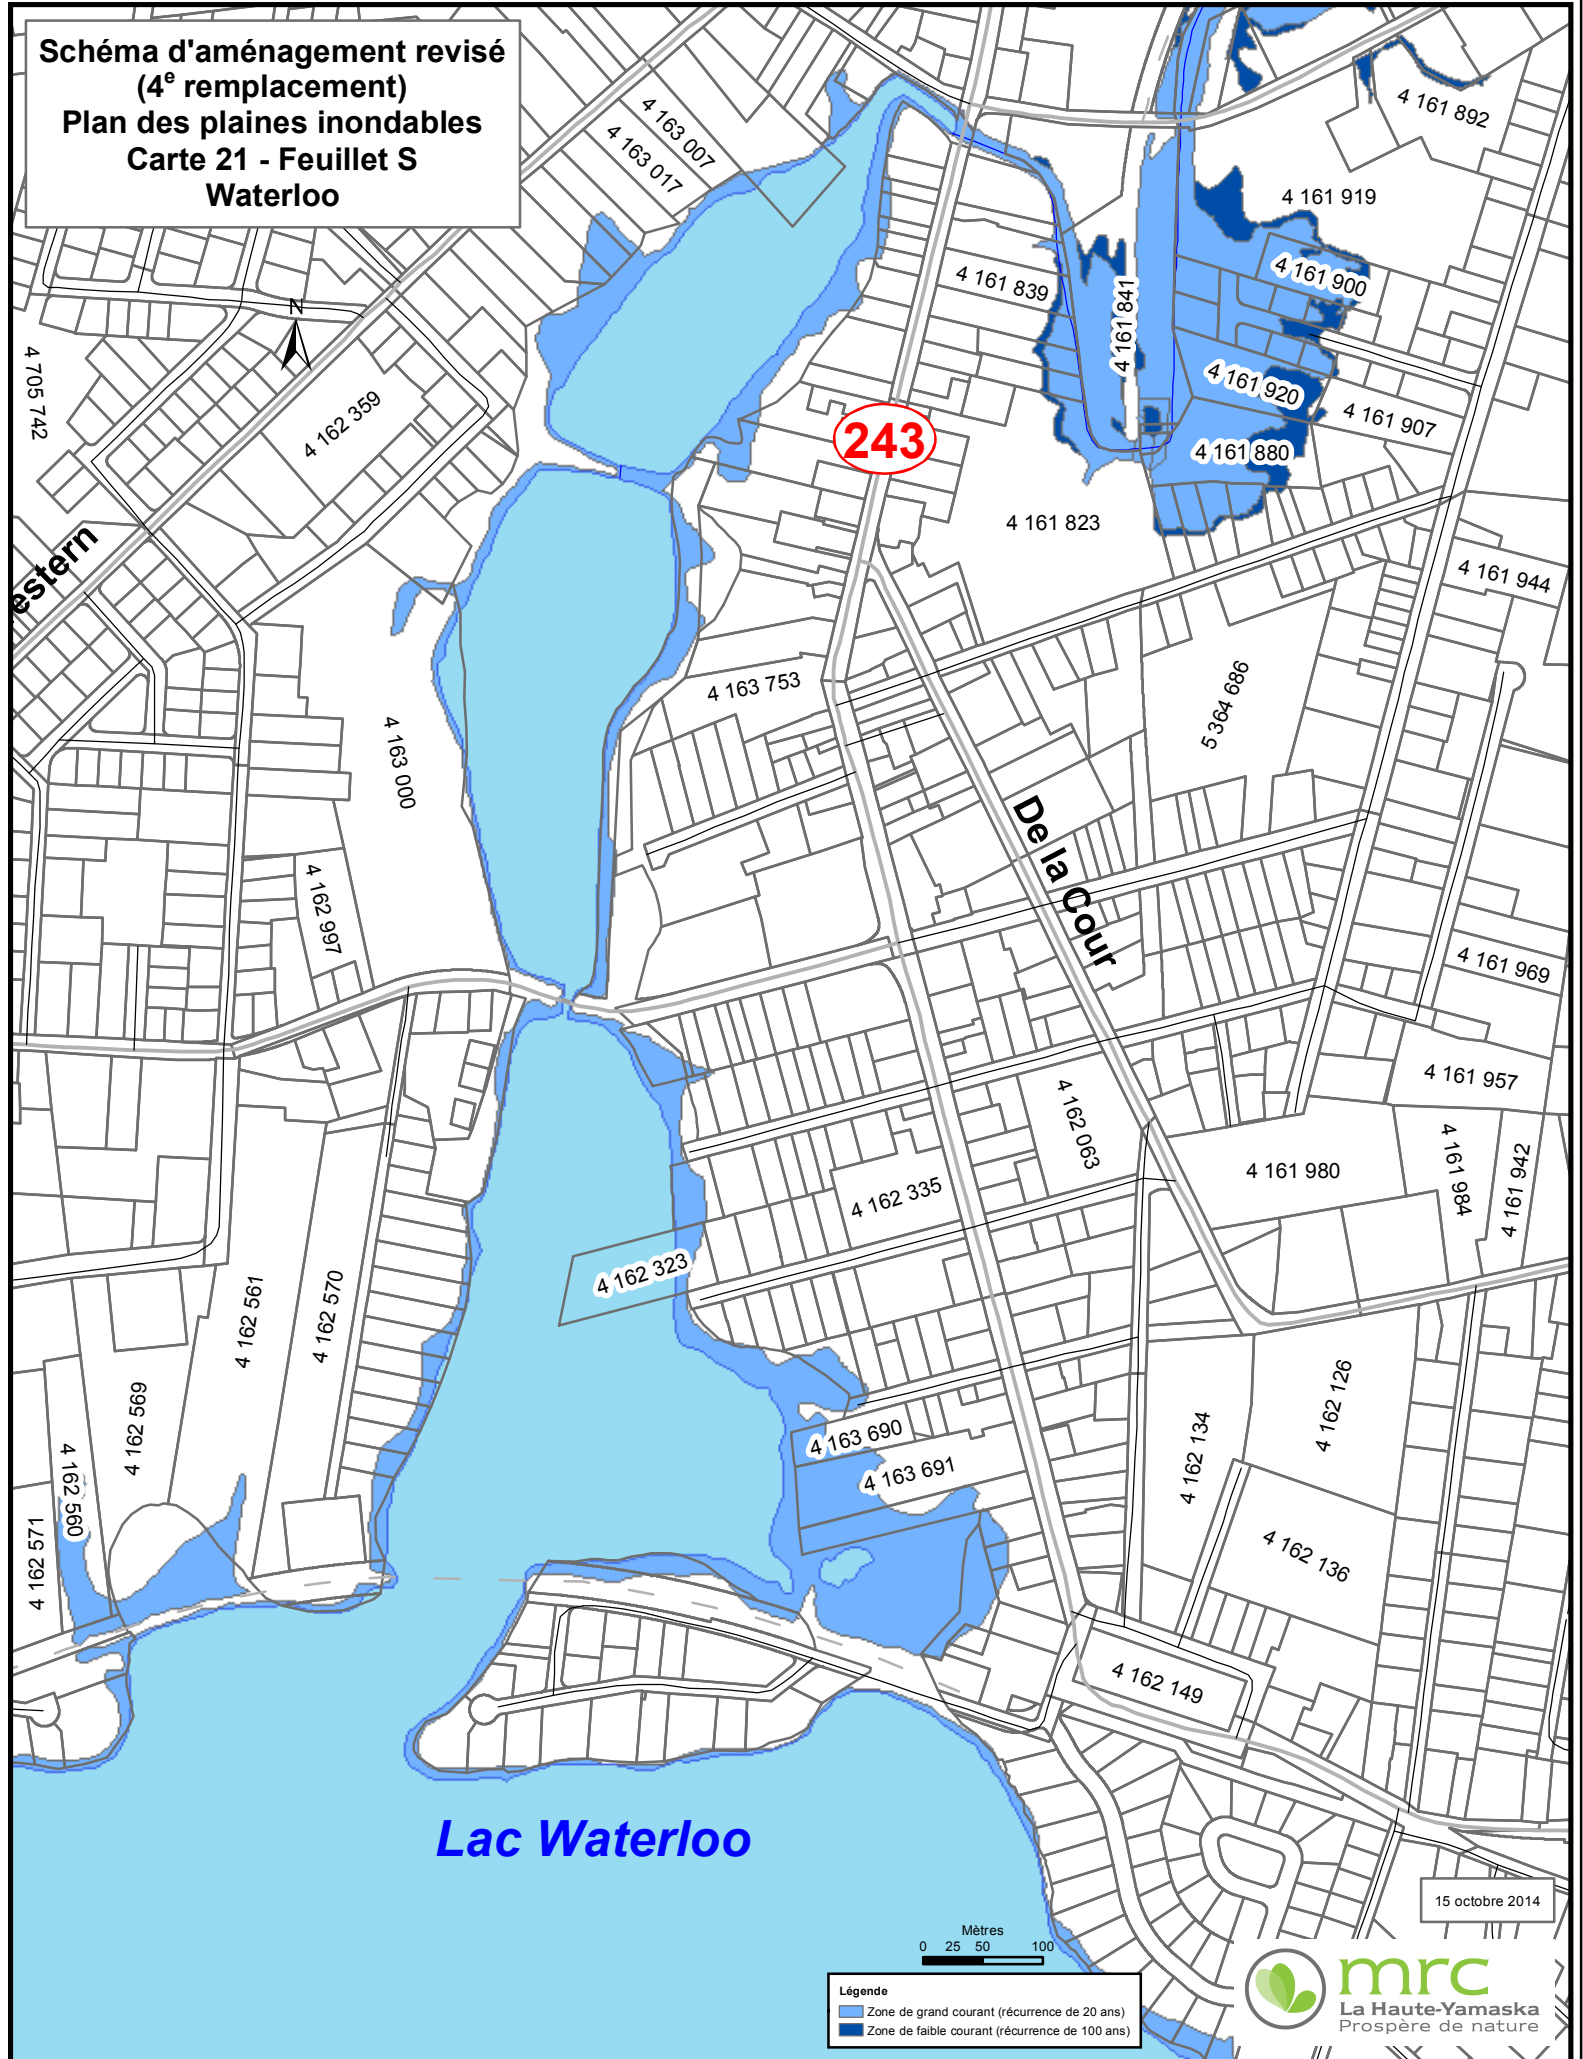 Schéma d'aménagement revisé
(4e remplacement)
Plan des plaines inondables
Carte 21 - Feuillet S
Waterloo
4 161 892
4 163 007
4 163 017
4 161 919
N
4 161 839
4 161 841
4 161 900
4 705 742
4 162 359
4 161 920
4 161 907
243
4 161 880
4 161 823
estern
4 161 944
4 163 753
5 364 686
4 163 000
De la Cour
4 162 997
4 161 969
4 161 957
4 162 063
4 161 980
4 161 984
4 161 942
4 162 335
4 162 323
4 162 561
4 162 570
4 162 569
4 162 126
4 162 134
4 163 690
4 163 691
4 162 560
4 162 571
4 162 136
4 162 149
Lac Waterloo
15 octobre 2014
Mètres
0 25 50 100
Légende
Zone de grand courant (récurrence de 20 ans)
Zone de faible courant (récurrence de 100 ans)
mrc
La Haute-Yamaska
Prospère de nature